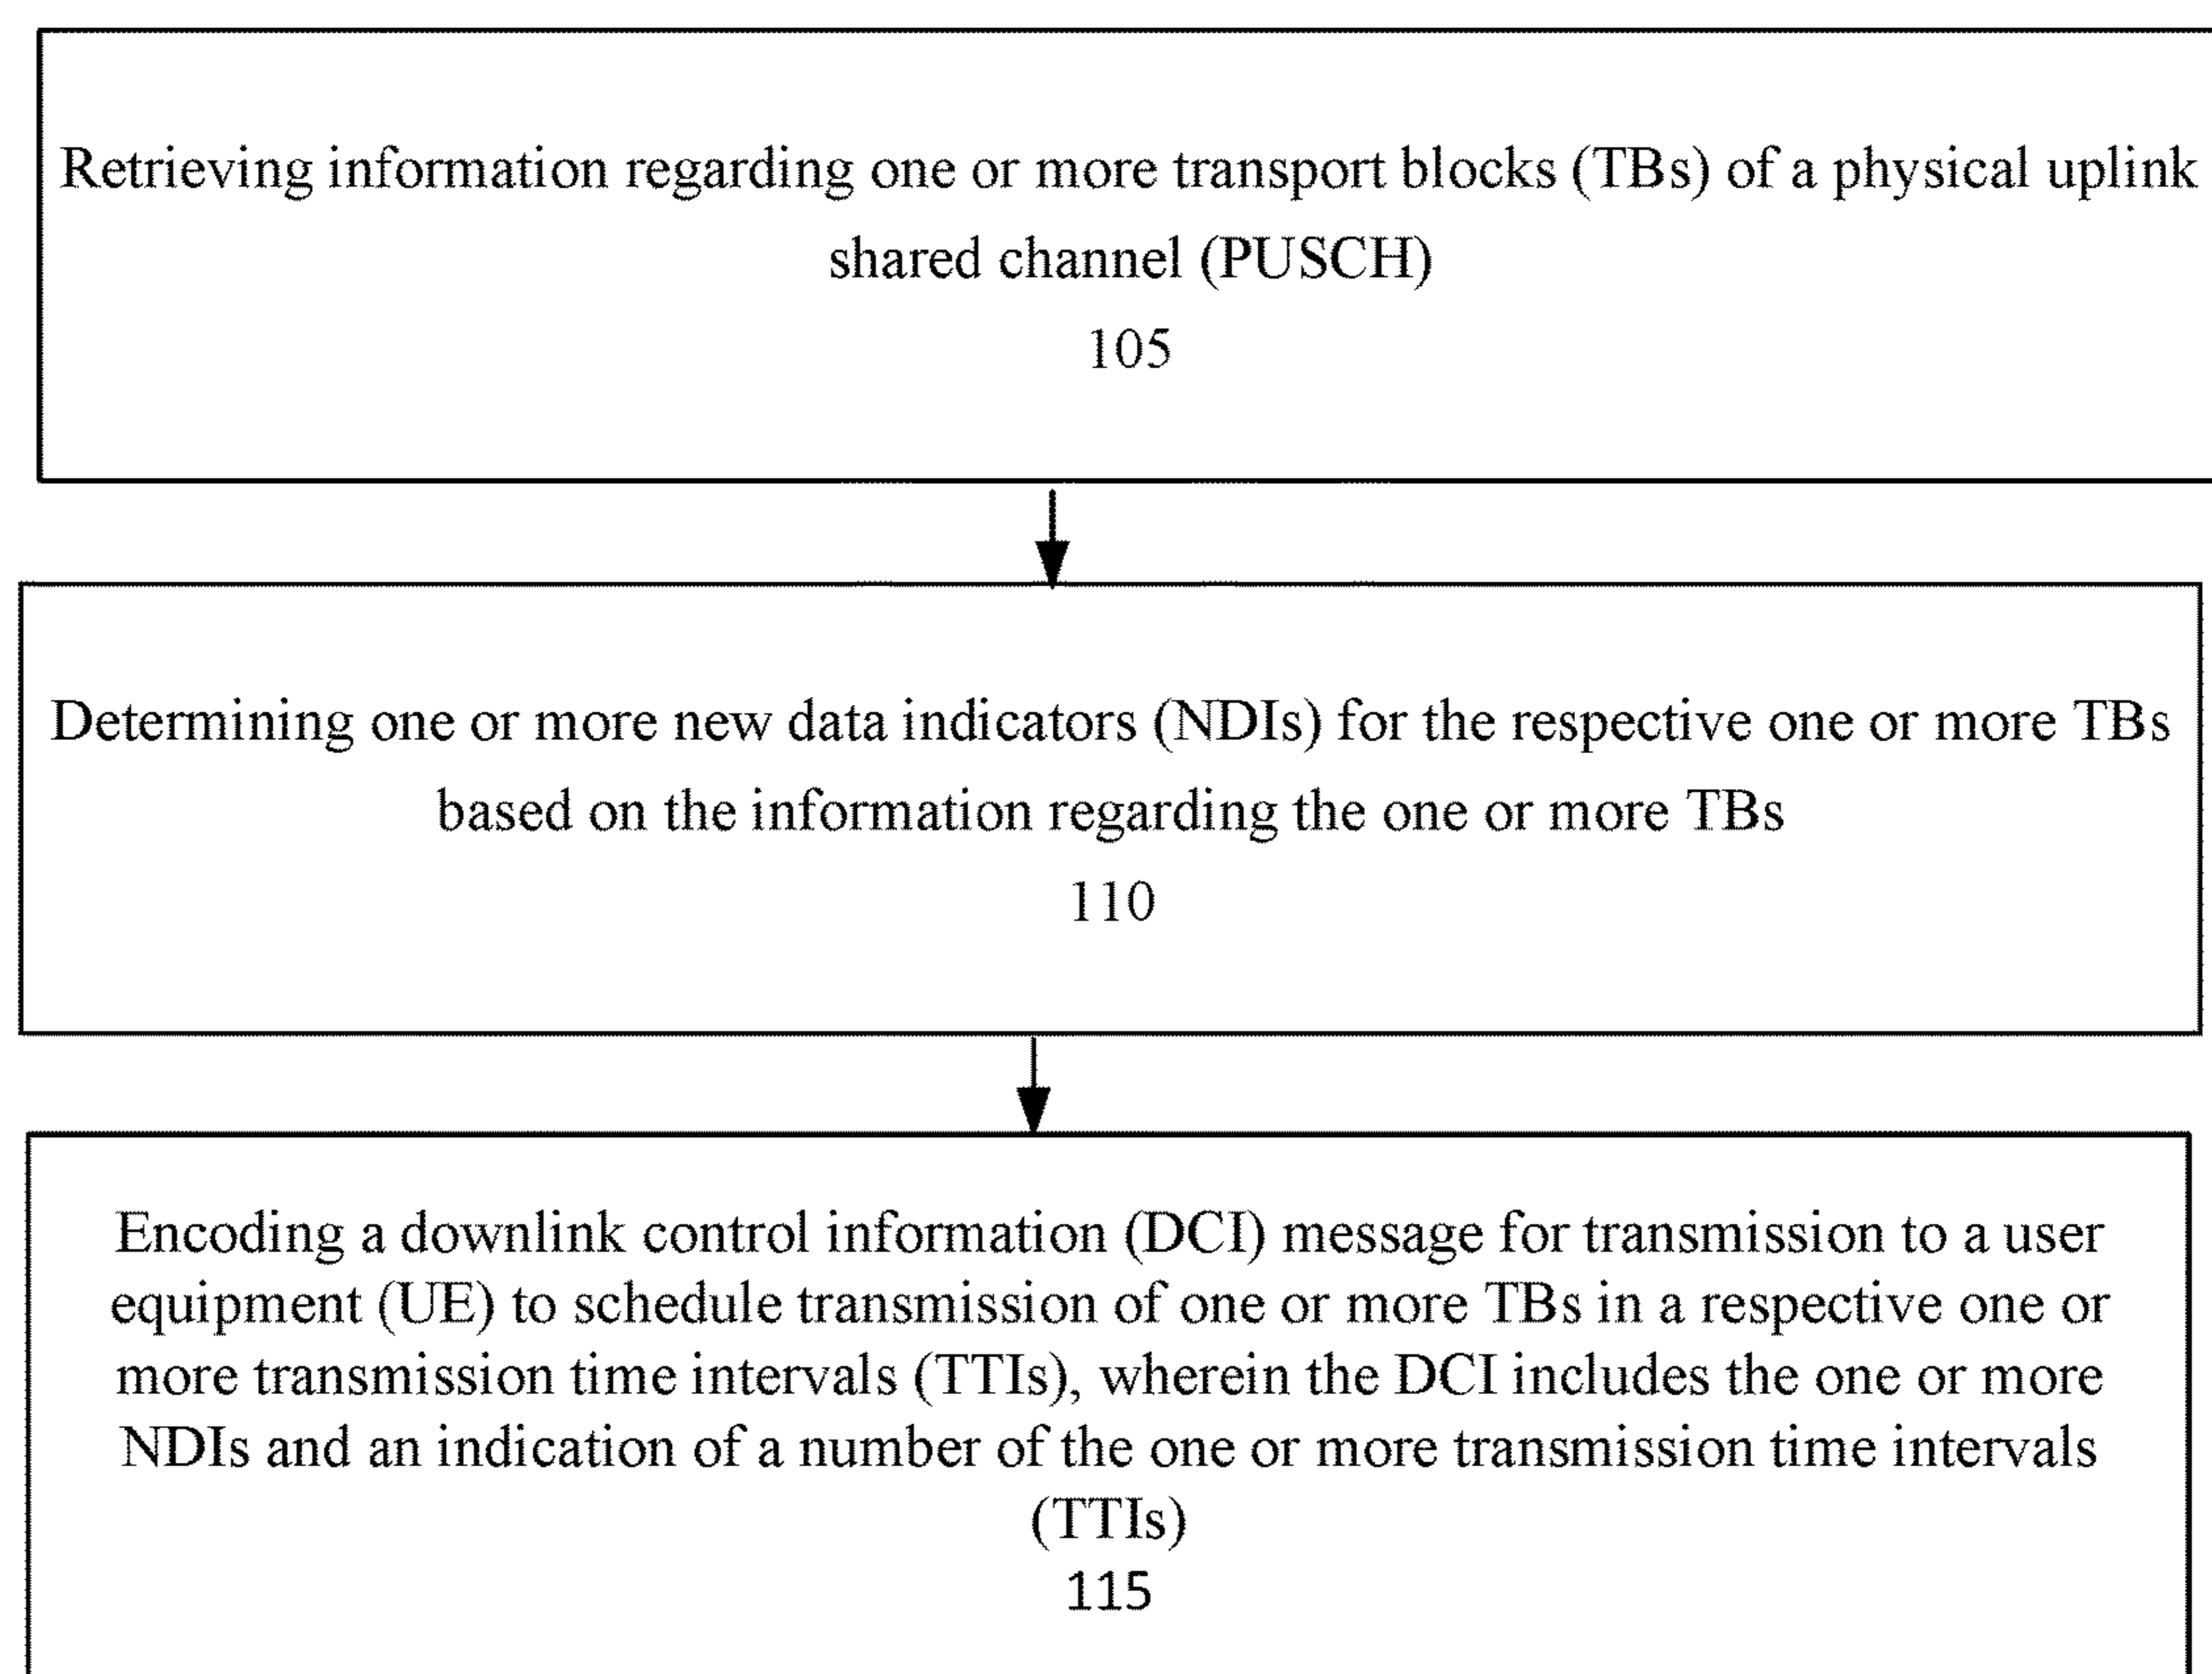 Retrieving information regarding one or more transport blocks (TBs) of a physical uplink
shared channel (PUSCH)
105
Determining one or more new data indicators (NDIs) for the respective one or more TBs
based on the information regarding the one or more TBs
110
Encoding a downlink control information (DCI) message for transmission to a user
equipment (UE) to schedule transmission of one or more TBs in a respective one or
more transmission time intervals (TTIs), wherein the DCI includes the one or more
NDIs and an indication of a number of the one or more transmission time intervals
(TTIs)
115